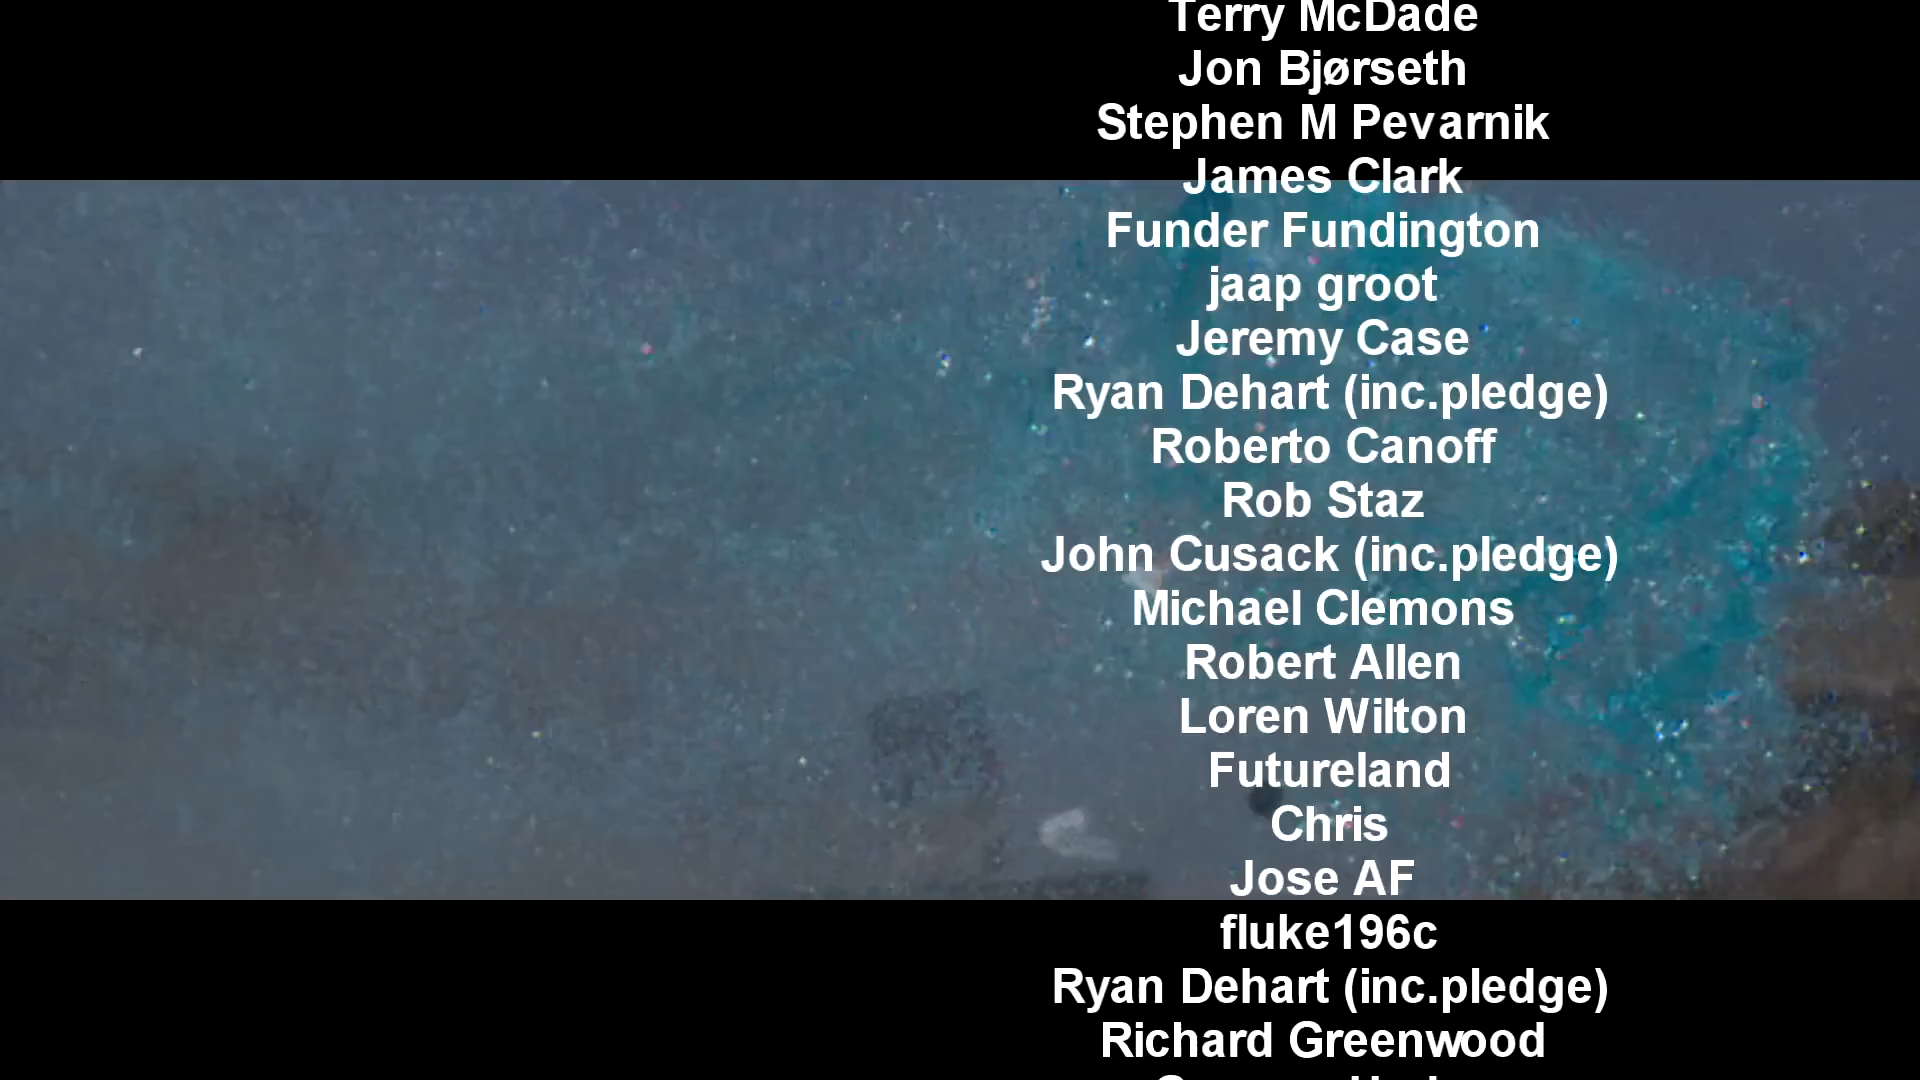 Terry McDade
Jon Bjørseth
Stephen M Pevarnik
James Clark
Funder Fundington
jaap groot
Jeremy Case
Ryan Dehart (inc.pledge)
Roberto Canoff
Rob Staz
John Cusack (inc.pledge)
Michael Clemons
Robert Allen
Loren Wilton
Futureland
Chris
Jose AF
fluke196c
Ryan Dehart (inc.pledge)
Richard Greenwood